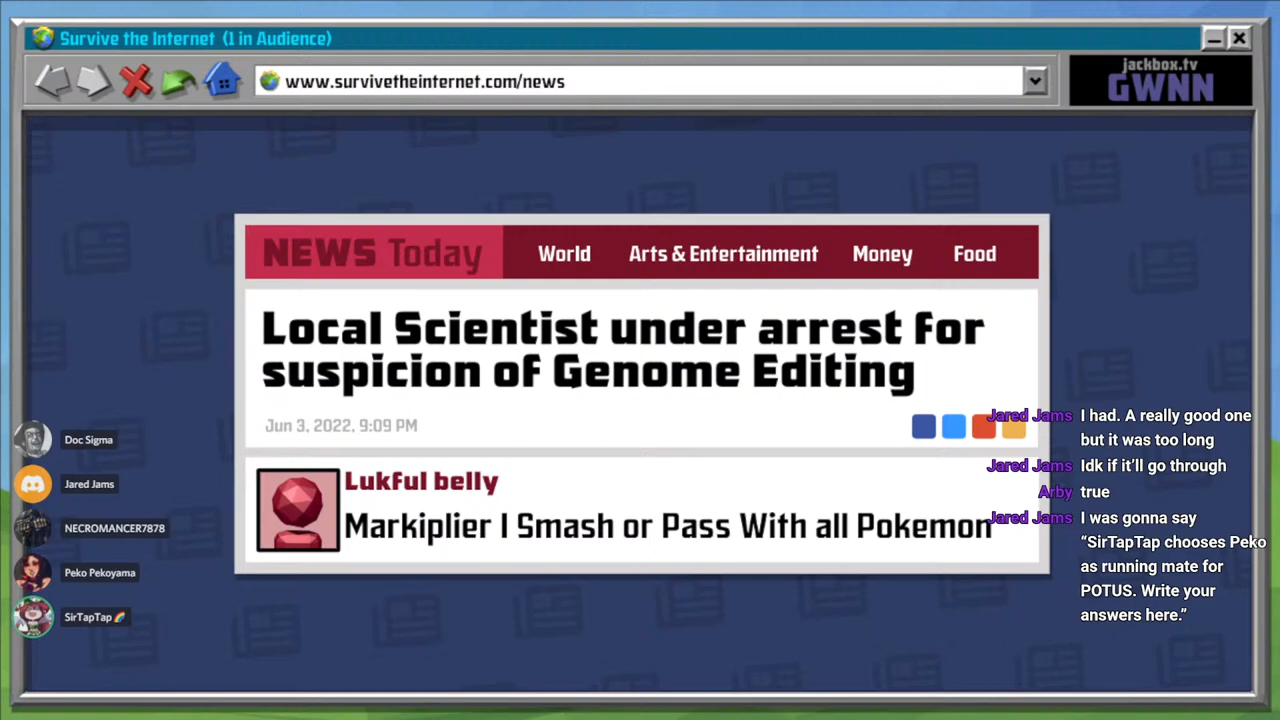 Survive the Internet (1 in Audience)
www.survivetheinternet.com/news
jackbox.tv
GWNN
NEWS Today World Arts & Entertainment Money Food
Local Scientist under arrest for
suspicion of Genome Editing
Jun 3, 2022, 9:09 PM
Lukful belly
Markiplier I Smash or Pass With all Pokemon
Doc Sigma
Jared Jams
NECROMANCER7878
Peko Pekoyama
SirTapTap🌈
Jared Jams I had. A really good one
but it was too long
Jared Jams Idk if it’ll go through
Arby true
Jared Jams I was gonna say
“SirTapTap chooses Peko
as running mate for
POTUS. Write your
answers here.”